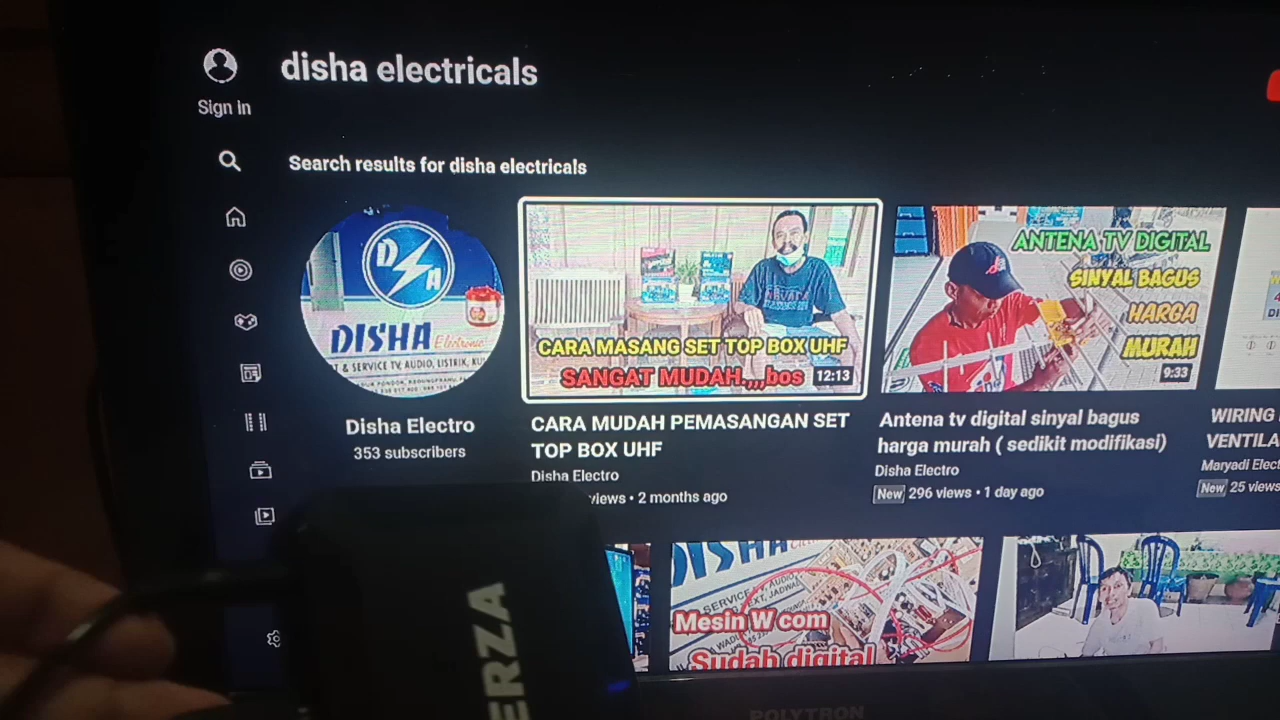 disha electricals
Sign in
Search results for disha electricals
D
A
DISHA Electronic
T & SERVICE TV, AUDIO, LISTRIK,
Disha Electro
353 subscribers
CARA MASANG SET TOP BOX UHF
SANGAT MUDAH,,,,bos
12:13
CARA MUDAH PEMASANGAN SET
TOP BOX UHF
Disha Electro
views • 2 months ago
ANTENA TV DIGITAL
SINYAL BAGUS
HARGA
MURAH
9:33
Antena tv digital sinyal bagus
harga murah ( sedikit modifikasi)
Disha Electro
New 296 views • 1 day ago
WIRING
VENTILA
Maryadi Elect
New 25 views
DISHA
SERVICE TV, AUDIO
Mesin W com
Sudah digital
ERZA
POLYTRON